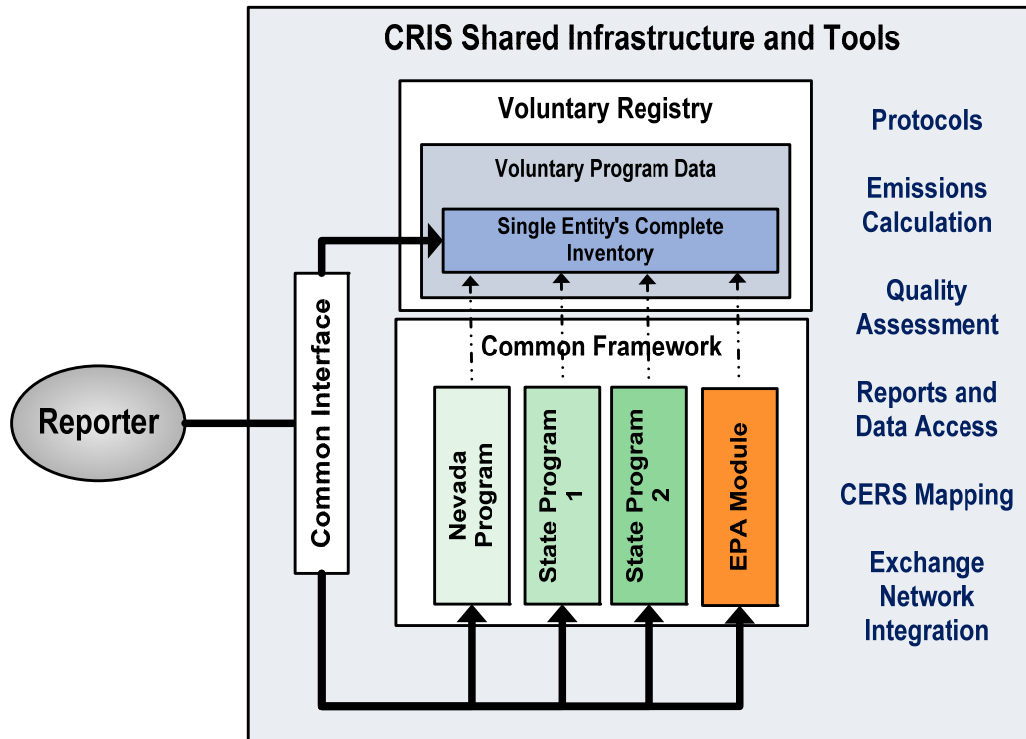 CRIS Shared Infrastructure and Tools
Voluntary Registry
Voluntary Program Data
Single Entity's Complete
Inventory
Common Framework
Nevada
Program
State Program
1
State Program
2
EPA Module
Common Interface
Reporter
Protocols
Emissions
Calculation
Quality
Assessment
Reports and
Data Access
CERS Mapping
Exchange
Network
Integration